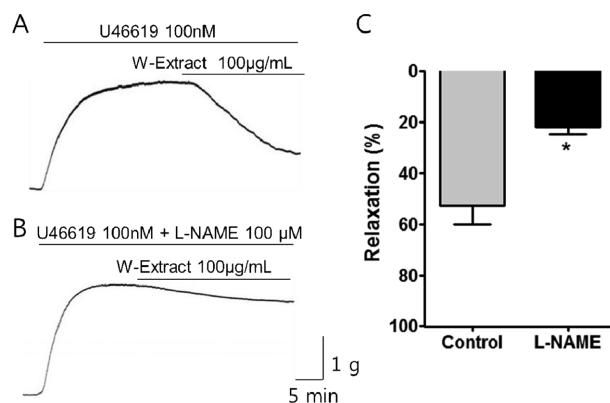 A
U46619 100nM
W-Extract 100µg/mL
B
U46619 100nM + L-NAME 100 µM
W-Extract 100µg/mL
1 g
5 min
C
Relaxation (%)
0
20
40
60
80
100
Control
L-NAME
*